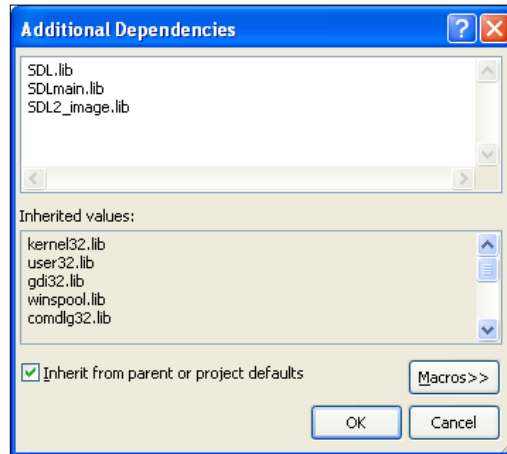 Additional Dependencies
SDL.lib
SDLmain.lib
SDL2_image.lib
Inherited values:
kernel32.lib
user32.lib
gdi32.lib
winspool.lib
comdlg32.lib
Inherit from parent or project defaults
Macros>>
OK
Cancel